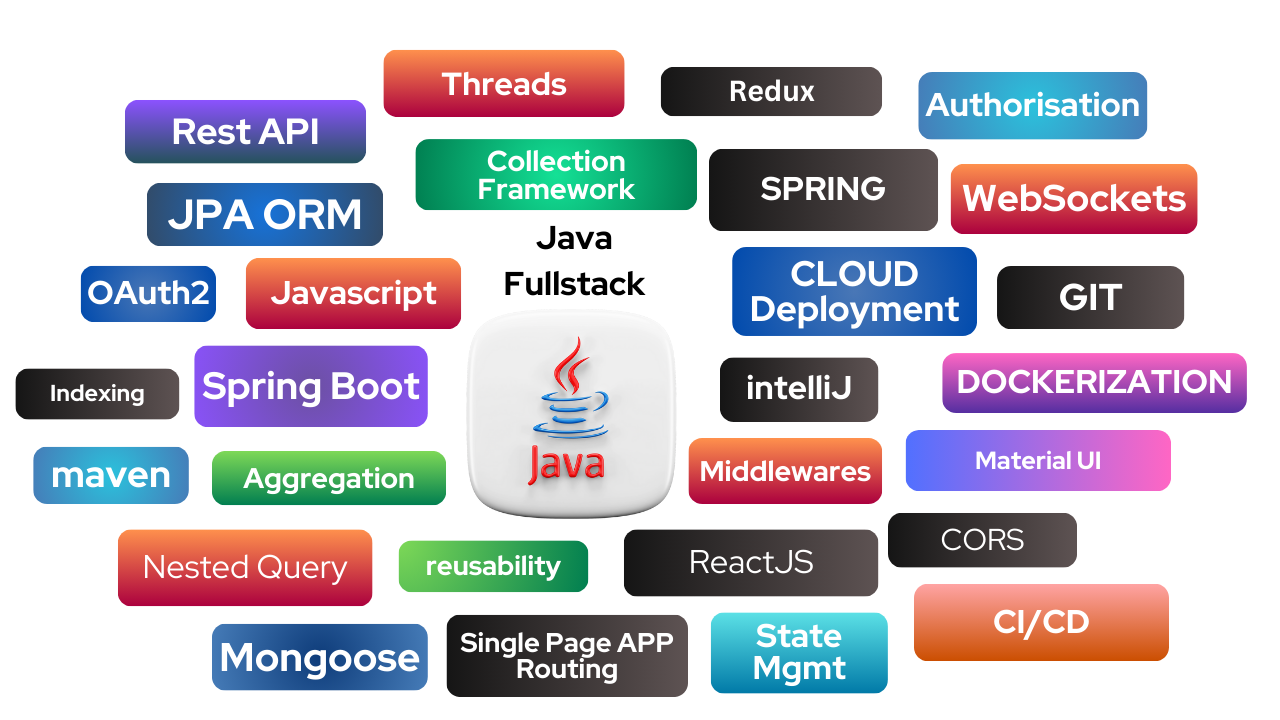 Threads
Redux
Authorisation
Rest API
Collection
Framework
SPRING
WebSockets
JPA ORM
Java
Fullstack
CLOUD
Deployment
GIT
OAuth2
Javascript
Indexing
Spring Boot
intelliJ
DOCKERIZATION
Java
maven
Aggregation
Middlewares
Material UI
Nested Query
reusability
ReactJS
CORS
Mongoose
Single Page APP
Routing
State
Mgmt
CI/CD